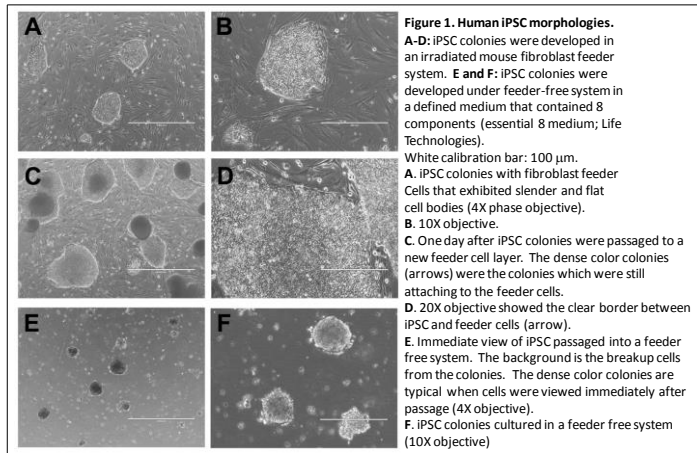 A
B
C
D
E
F
Figure 1. Human iPSC morphologies.
A-D: iPSC colonies were developed in
an irradiated mouse fibroblast feeder
system. E and F: iPSC colonies were
developed under feeder-free system in
a defined medium that contained 8
components (essential 8 medium; Life
Technologies).
White calibration bar: 100 μm.
A. iPSC colonies with fibroblast feeder
Cells that exhibited slender and flat
cell bodies (4X phase objective).
B. 10X objective.
C. One day after iPSC colonies were passaged to a
new feeder cell layer. The dense color colonies
(arrows) were the colonies which were still
attaching to the feeder cells.
D. 20X objective showed the clear border between
iPSC and feeder cells (arrow).
E. Immediate view of iPSC passaged into a feeder
free system. The background is the breakup cells
from the colonies. The dense color colonies are
typical when cells were viewed immediately after
passage (4X objective).
F. iPSC colonies cultured in a feeder free system
(10X objective)